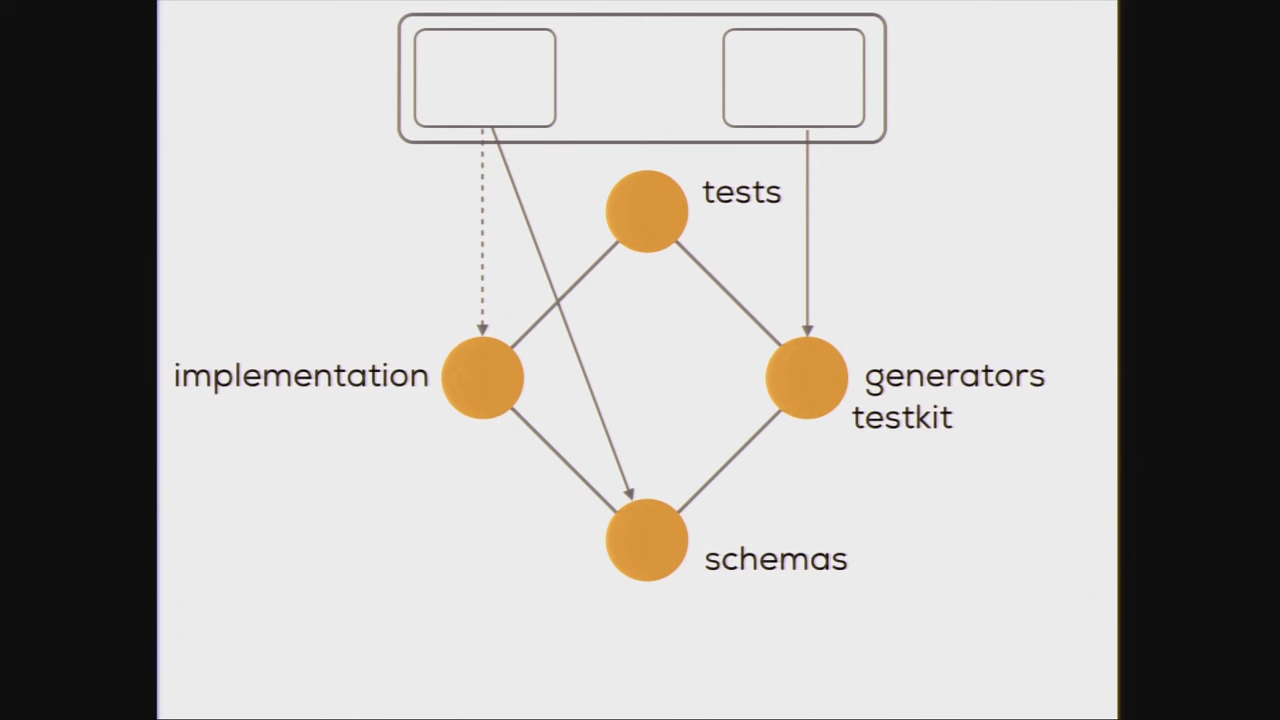 tests
implementation
generators
testkit
schemas